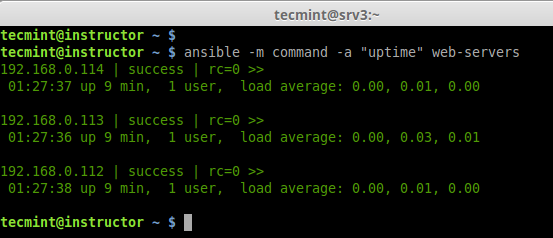 tecmint@srv3:~
tecmint@instructor ~ $
tecmint@instructor ~ $ ansible -m command -a "uptime" web-servers
192.168.0.114 | success | rc=0 >>
 01:27:37 up 9 min,  1 user,  load average: 0.00, 0.01, 0.00
192.168.0.113 | success | rc=0 >>
 01:27:36 up 9 min,  1 user,  load average: 0.00, 0.03, 0.01
192.168.0.112 | success | rc=0 >>
 01:27:38 up 9 min,  1 user,  load average: 0.00, 0.01, 0.00
tecmint@instructor ~ $